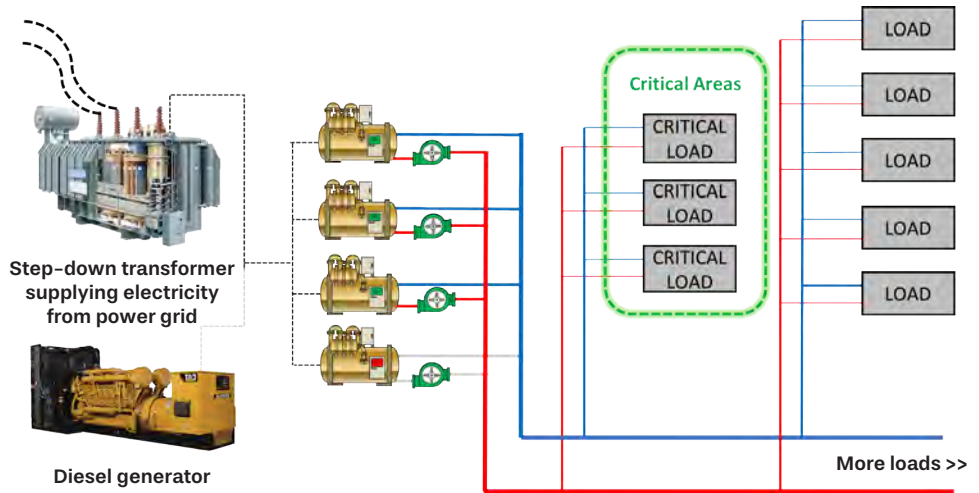 Step-down transformer
supplying electricity
from power grid
Diesel generator
Critical Areas
CRITICAL
LOAD
CRITICAL
LOAD
CRITICAL
LOAD
LOAD
LOAD
LOAD
LOAD
LOAD
More loads >>